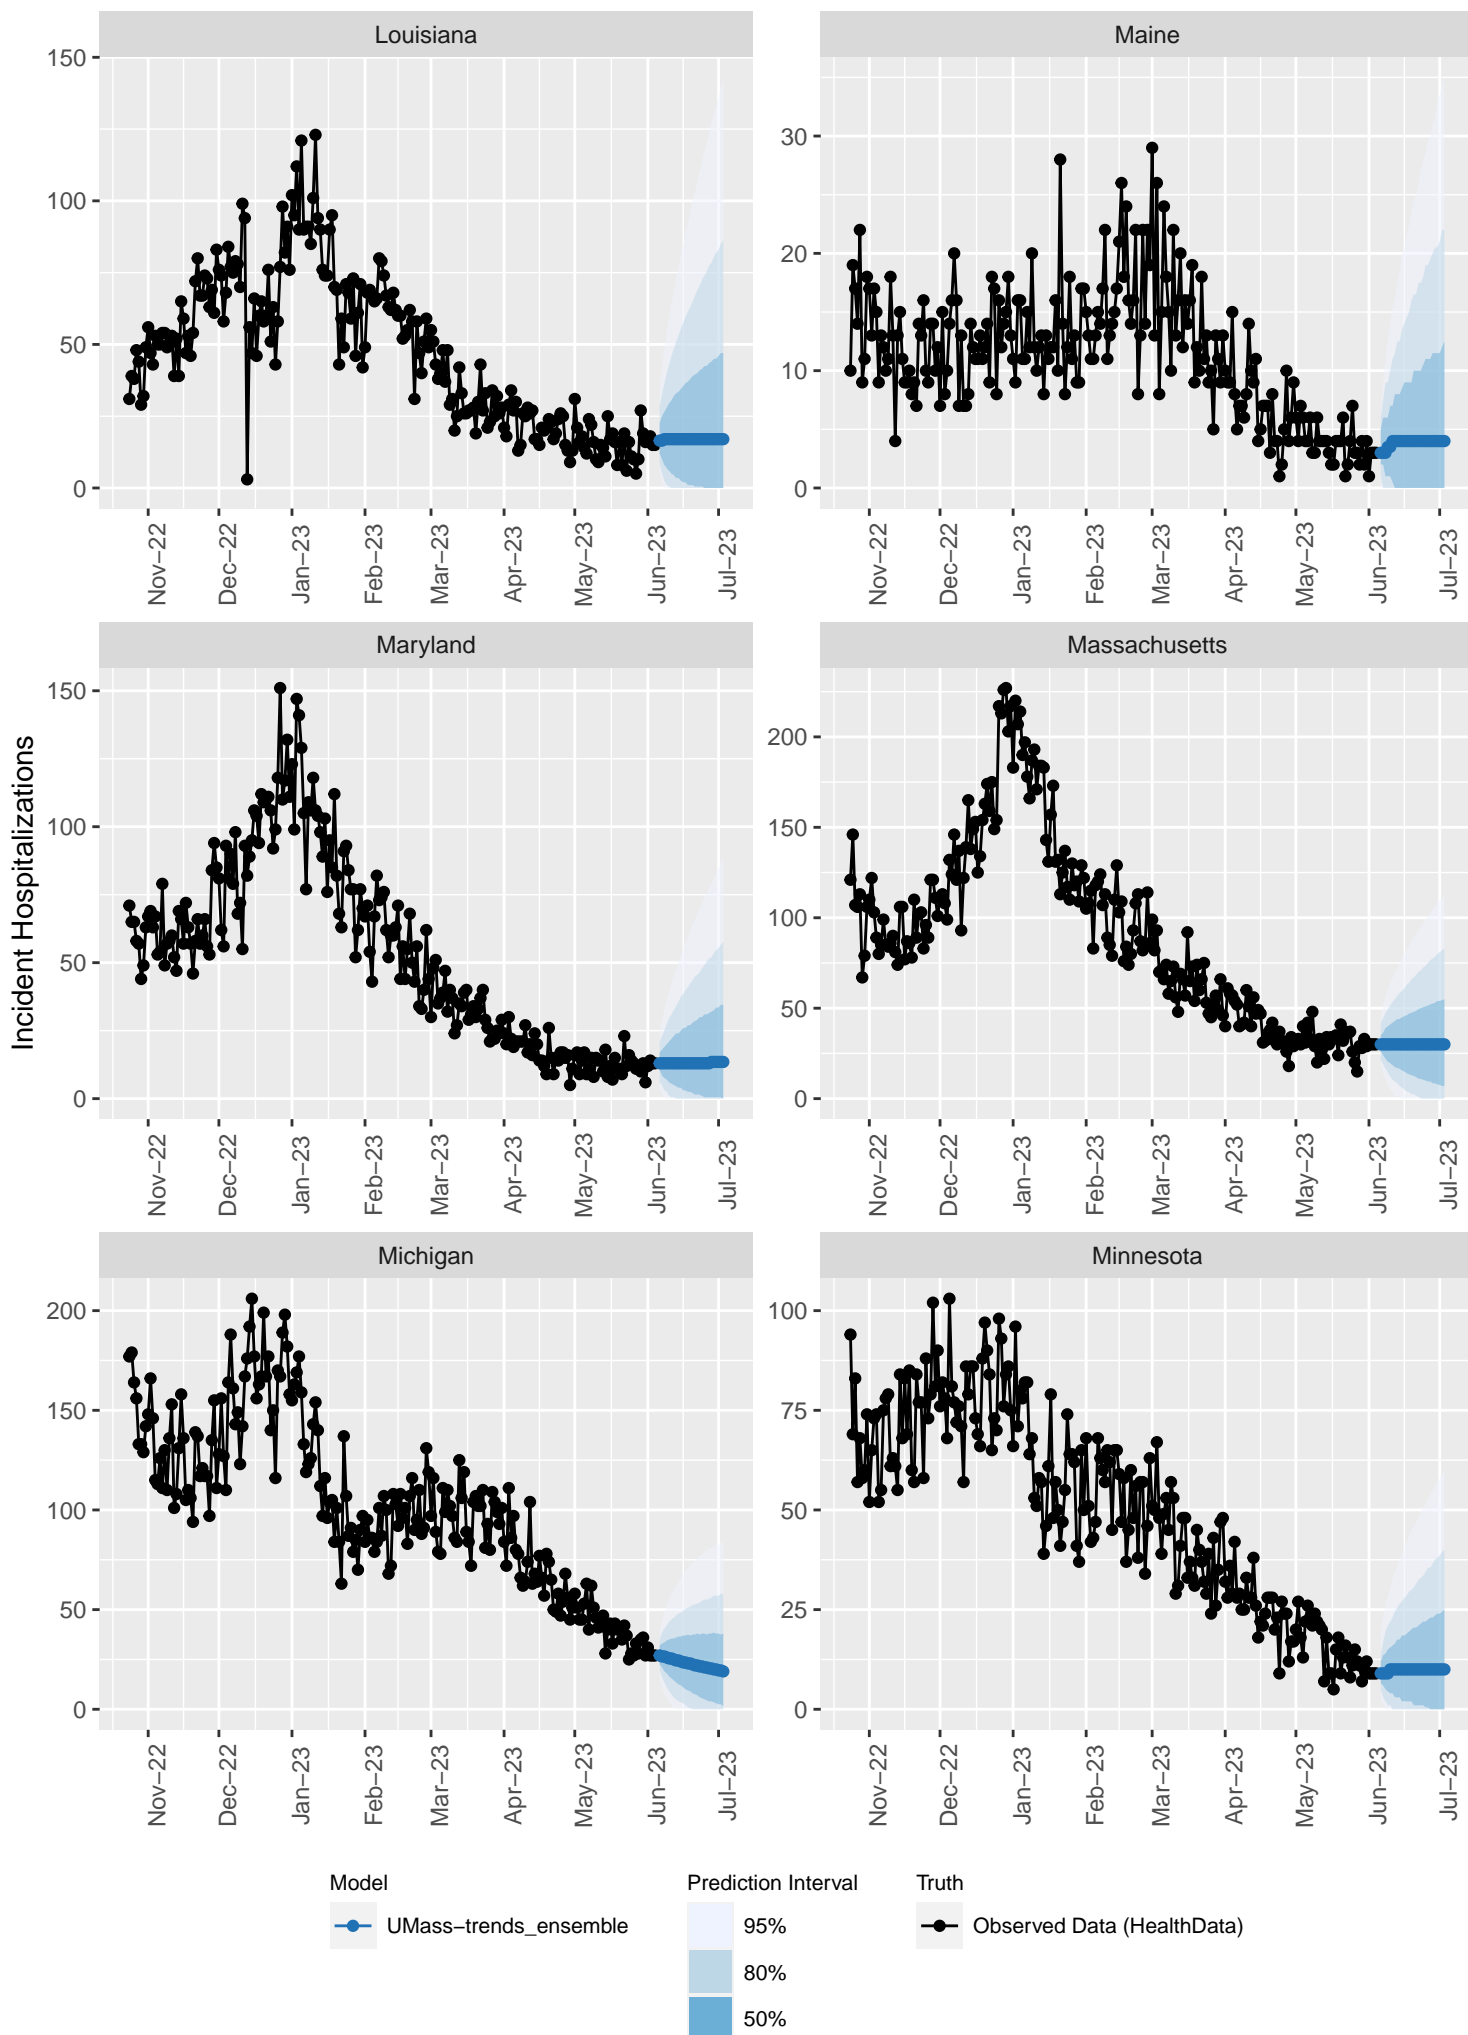 Louisiana
Maine
150
100
50
0
30
20
10
0
Nov−22
Dec−22
Jan−23
Feb−23
Mar−23
Apr−23
May−23
Jun−23
Jul−23
Nov−22
Dec−22
Jan−23
Feb−23
Mar−23
Apr−23
May−23
Jun−23
Jul−23
Incident Hospitalizations
Maryland
Massachusetts
150
100
50
0
200
150
100
50
0
Nov−22
Dec−22
Jan−23
Feb−23
Mar−23
Apr−23
May−23
Jun−23
Jul−23
Nov−22
Dec−22
Jan−23
Feb−23
Mar−23
Apr−23
May−23
Jun−23
Jul−23
Michigan
Minnesota
200
150
100
50
0
100
75
50
25
0
Nov−22
Dec−22
Jan−23
Feb−23
Mar−23
Apr−23
May−23
Jun−23
Jul−23
Nov−22
Dec−22
Jan−23
Feb−23
Mar−23
Apr−23
May−23
Jun−23
Jul−23
Model
UMass−trends_ensemble
Prediction Interval
95%
80%
50%
Truth
Observed Data (HealthData)